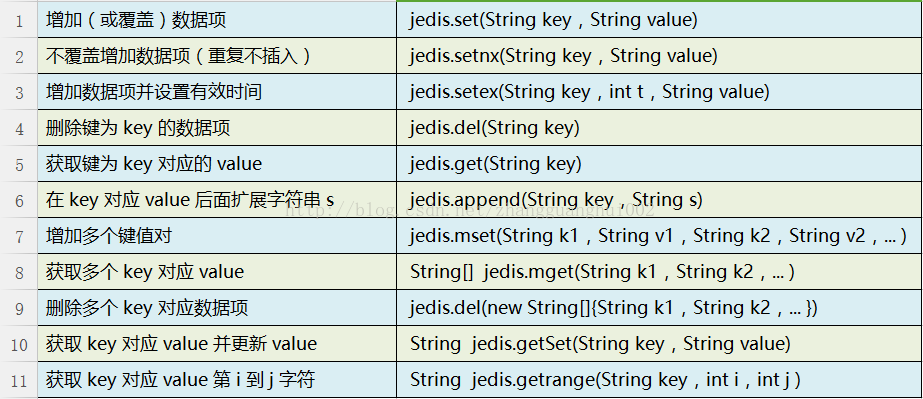 1 增加（或覆盖）数据项 jedis.set(String key，String value)
2 不覆盖增加数据项（重复不插入） jedis.setnx(String key，String value)
3 增加数据项并设置有效时间 jedis.setex(String key，int t，String value)
4 删除键为 key 的数据项 jedis.del(String key)
5 获取键为 key 对应的 value jedis.get(String key)
6 在 key 对应 value 后面扩展字符串 s jedis.append(String key，String s)
http://blog.csdn.net/zhangguanghui002
7 增加多个键值对 jedis.mset(String k1，String v1，String k2，String v2，... )
8 获取多个 key 对应 value String[] jedis.mget(String k1，String k2，... )
9 删除多个 key 对应数据项 jedis.del(new String[]{String k1，String k2，... })
10 获取 key 对应 value 并更新 value String jedis.getSet(String key，String value)
11 获取 key 对应 value 第 i 到 j 字符 String jedis.getrange(String key，int i，int j )